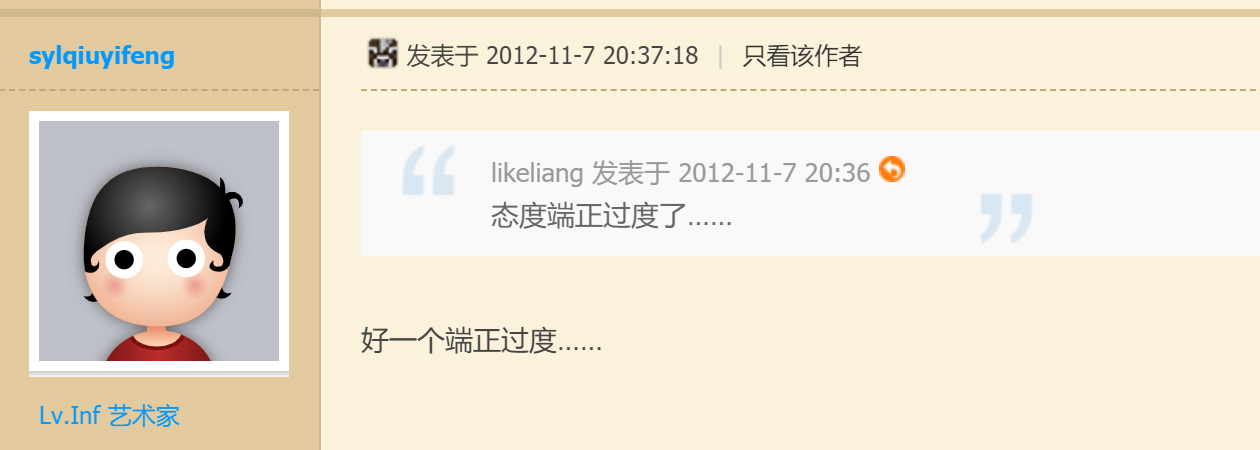 sylqiuyifeng
发表于 2012-11-7 20:37:18 | 只看该作者
likeliang 发表于 2012-11-7 20:36
态度端正过度了……
好一个端正过度……
Lv.Inf 艺术家